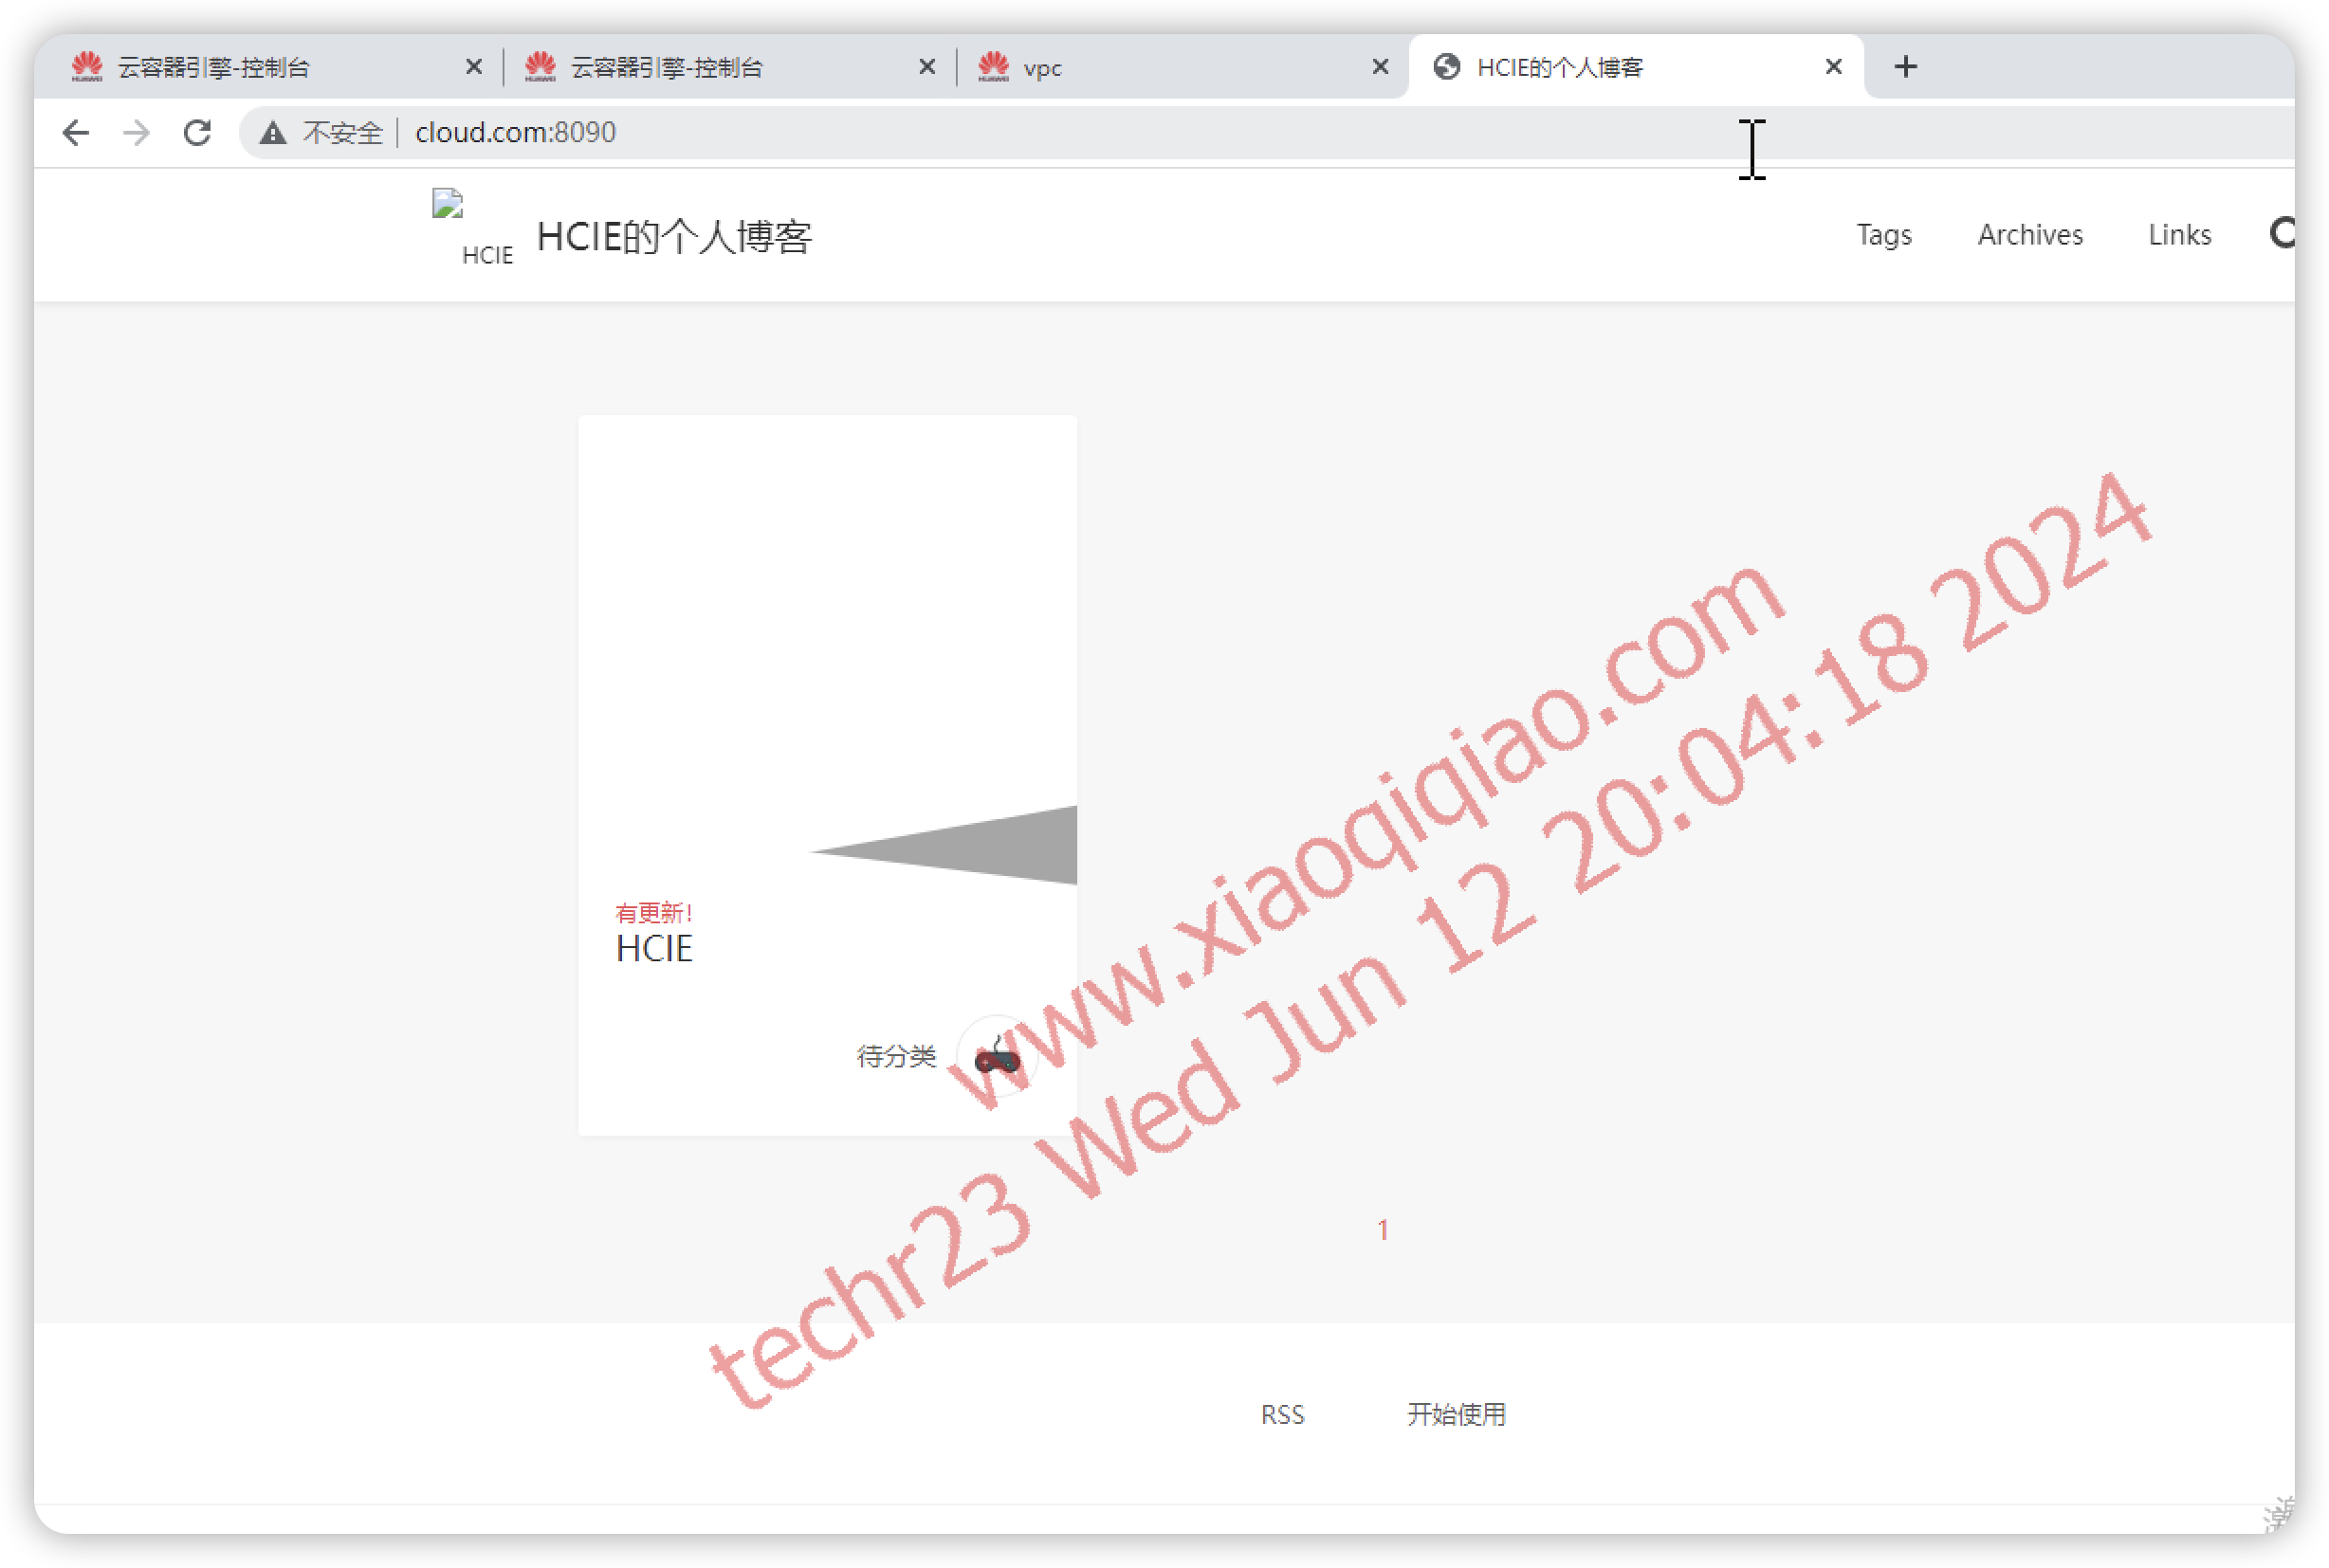 云容器引擎-控制台
云容器引擎-控制台
vpc
HCIE的个人博客
不安全 cloud.com:8090
HCIE
HCIE的个人博客
Tags
Archives
Links
有更新!
HCIE
待分类
www.xiaoqiqiao.com
techr23 Wed Jun 12 20:04:18 2024
1
RSS
开始使用